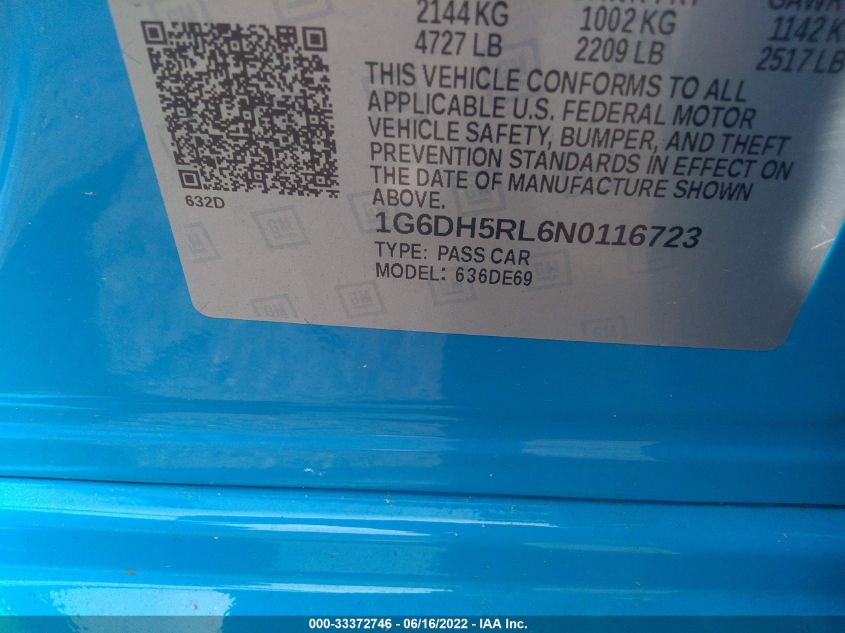 2144 KG
4727 LB
1002 KG
2209 LB
1142 K
2517 LB
THIS VEHICLE CONFORMS TO ALL
APPLICABLE U.S. FEDERAL MOTOR
VEHICLE SAFETY, BUMPER, AND THEFT
PREVENTION STANDARDS IN EFFECT ON
THE DATE OF MANUFACTURE SHOWN
ABOVE.
632D
1G6DH5RL6N0116723
TYPE: PASS CAR
MODEL: 636DE69
GM
000-33372746 - 06/16/2022 - IAA Inc.